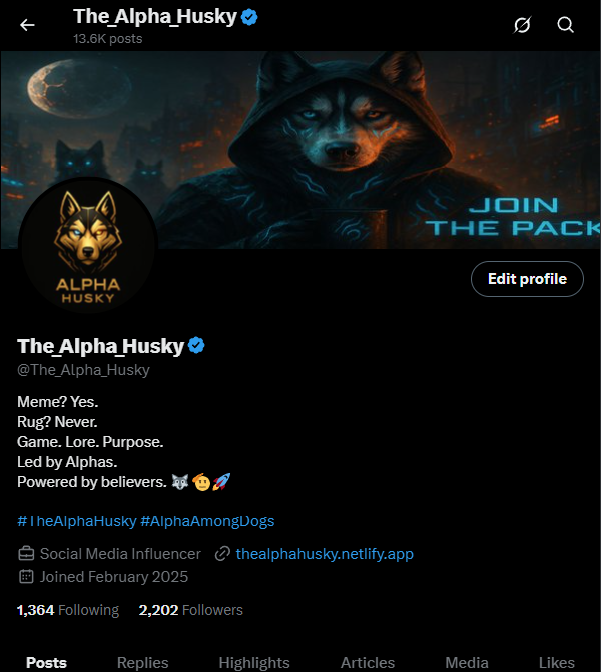 The_Alpha_Husky
13.6K posts
JOIN
THE PACK
ALPHA
HUSKY
Edit profile
The_Alpha_Husky
@The_Alpha_Husky
Meme? Yes.
Rug? Never.
Game. Lore. Purpose.
Led by Alphas.
Powered by believers. 🐺🫡🚀
#TheAlphaHusky #AlphaAmongDogs
Social Media Influencer thealphahusky.netlify.app
Joined February 2025
1,364 Following 2,202 Followers
Posts Replies Highlights Articles Media Likes